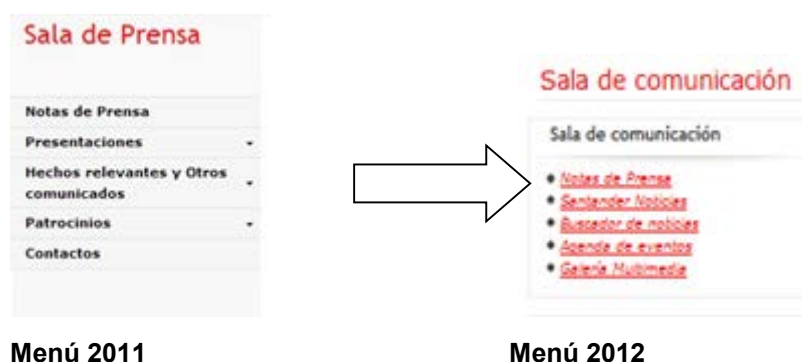 Sala de Prensa
Notas de Prensa
Presentaciones
Hechos relevantes y Otros
comunicados
Patrocinios
Contactos
Sala de comunicación
Sala de comunicación
Notas de Prensa
Santander Noticias
Buscador de noticias
Agenda de eventos
Galería Multimedia
Menú 2011
Menú 2012